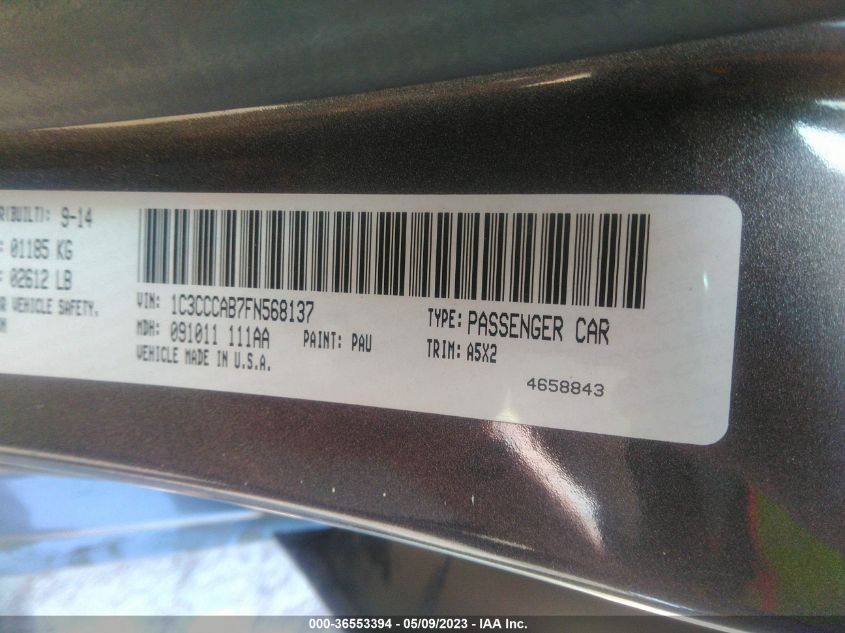 R(BUILT): 9-14
: 01185 KG
: 02612 LB
R VEHICLE SAFETY.
VIN: 1C3CCCAB7FN568137
MDH: 091011 111AA
PAINT: PAU
VEHICLE MADE IN U.S.A.
TYPE: PASSENGER CAR
TRIM: A5X2
4658843
000-36553394 - 05/09/2023 - IAA Inc.